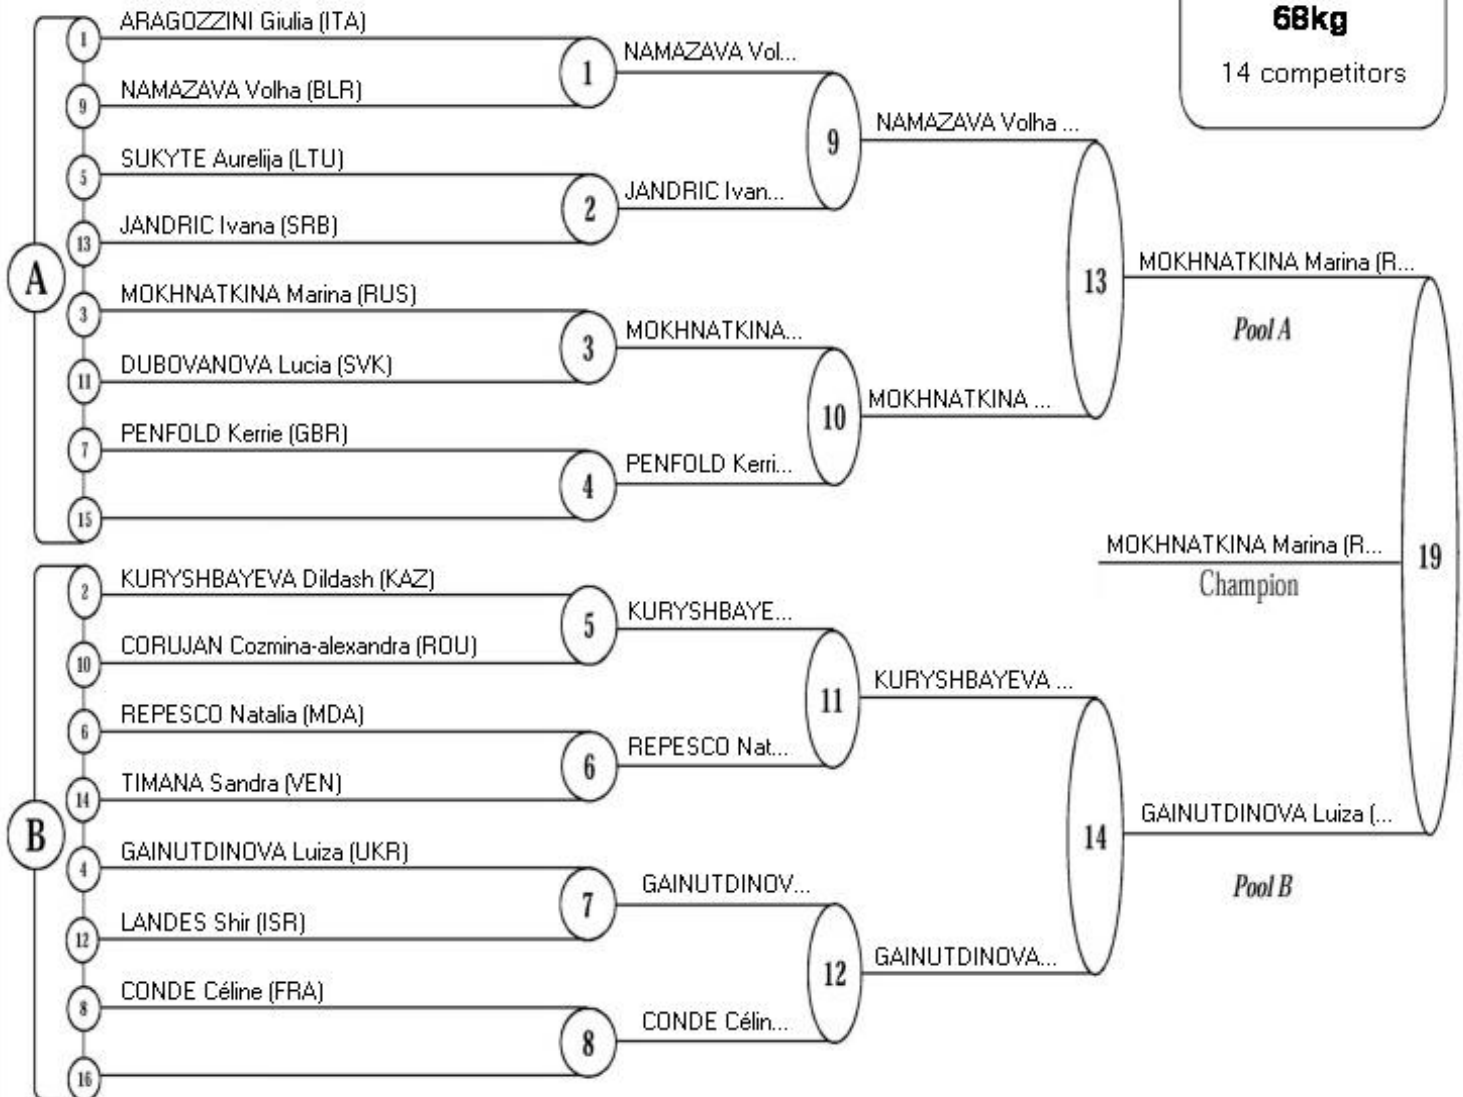 68kg
14 competitors
A
1
ARAGOZZINI Giulia (ITA)
9
NAMAZAVA Volha (BLR)
5
SUKYTE Aurelija (LTU)
13
JANDRIC Ivana (SRB)
3
MOKHNATKINA Marina (RUS)
11
DUBOVANOVA Lucia (SVK)
7
PENFOLD Kerrie (GBR)
15
B
2
KURYSHBAYEVA Dildash (KAZ)
10
CORUJAN Cozmina-alexandra (ROU)
6
REPESCO Natalia (MDA)
14
TIMANA Sandra (VEN)
4
GAINUTDINOVA Luiza (UKR)
12
LANDES Shir (ISR)
8
CONDE Céline (FRA)
16
1
NAMAZAVA Vol...
2
JANDRIC Ivan...
3
MOKHNATKINA...
4
PENFOLD Kerri...
5
KURYSHBAYE...
6
REPESCO Nat...
7
GAINUTDINOV...
8
CONDE Célin...
9
NAMAZAVA Volha ...
10
MOKHNATKINA ...
11
KURYSHBAYEVA ...
12
GAINUTDINOVA...
13
MOKHNATKINA Marina (R...
Pool A
14
GAINUTDINOVA Luiza (...
Pool B
19
MOKHNATKINA Marina (R...
Champion